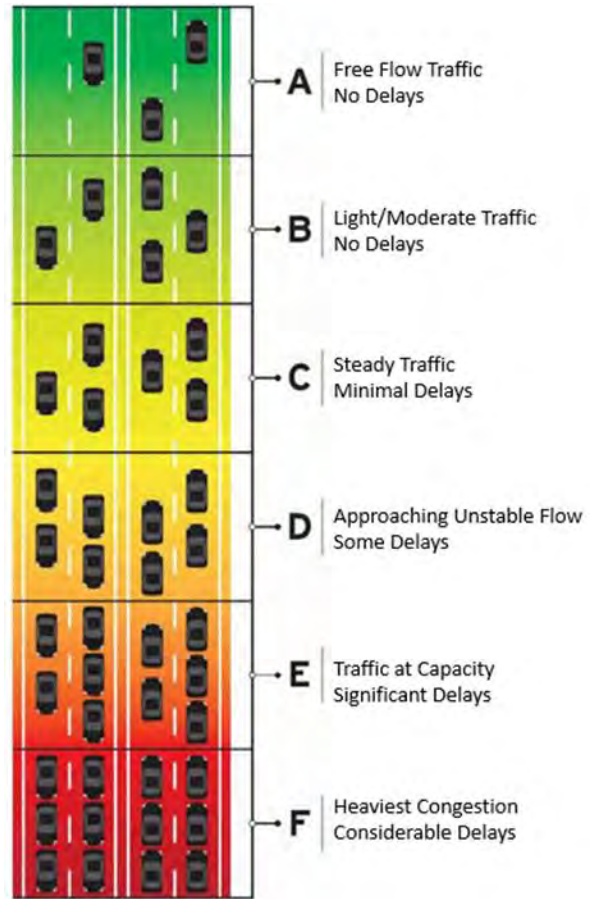 A
Free Flow Traffic
No Delays
B
Light/Moderate Traffic
No Delays
C
Steady Traffic
Minimal Delays
D
Approaching Unstable Flow
Some Delays
E
Traffic at Capacity
Significant Delays
F
Heaviest Congestion
Considerable Delays